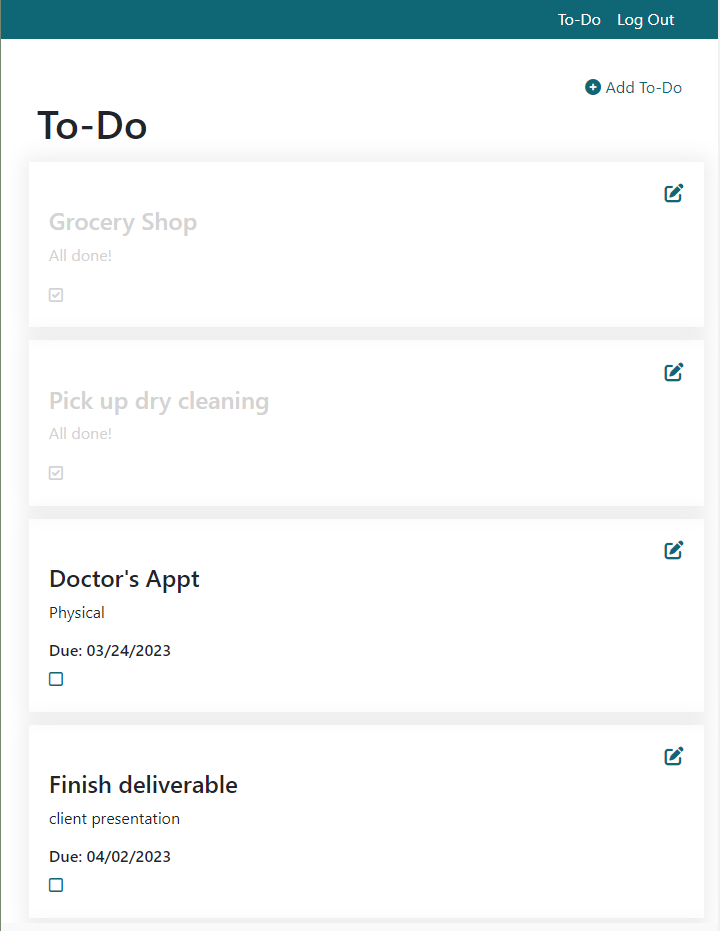 To-Do Log Out
Add To-Do
To-Do
Grocery Shop
All done!
Pick up dry cleaning
All done!
Doctor's Appt
Physical
Due: 03/24/2023
Finish deliverable
client presentation
Due: 04/02/2023